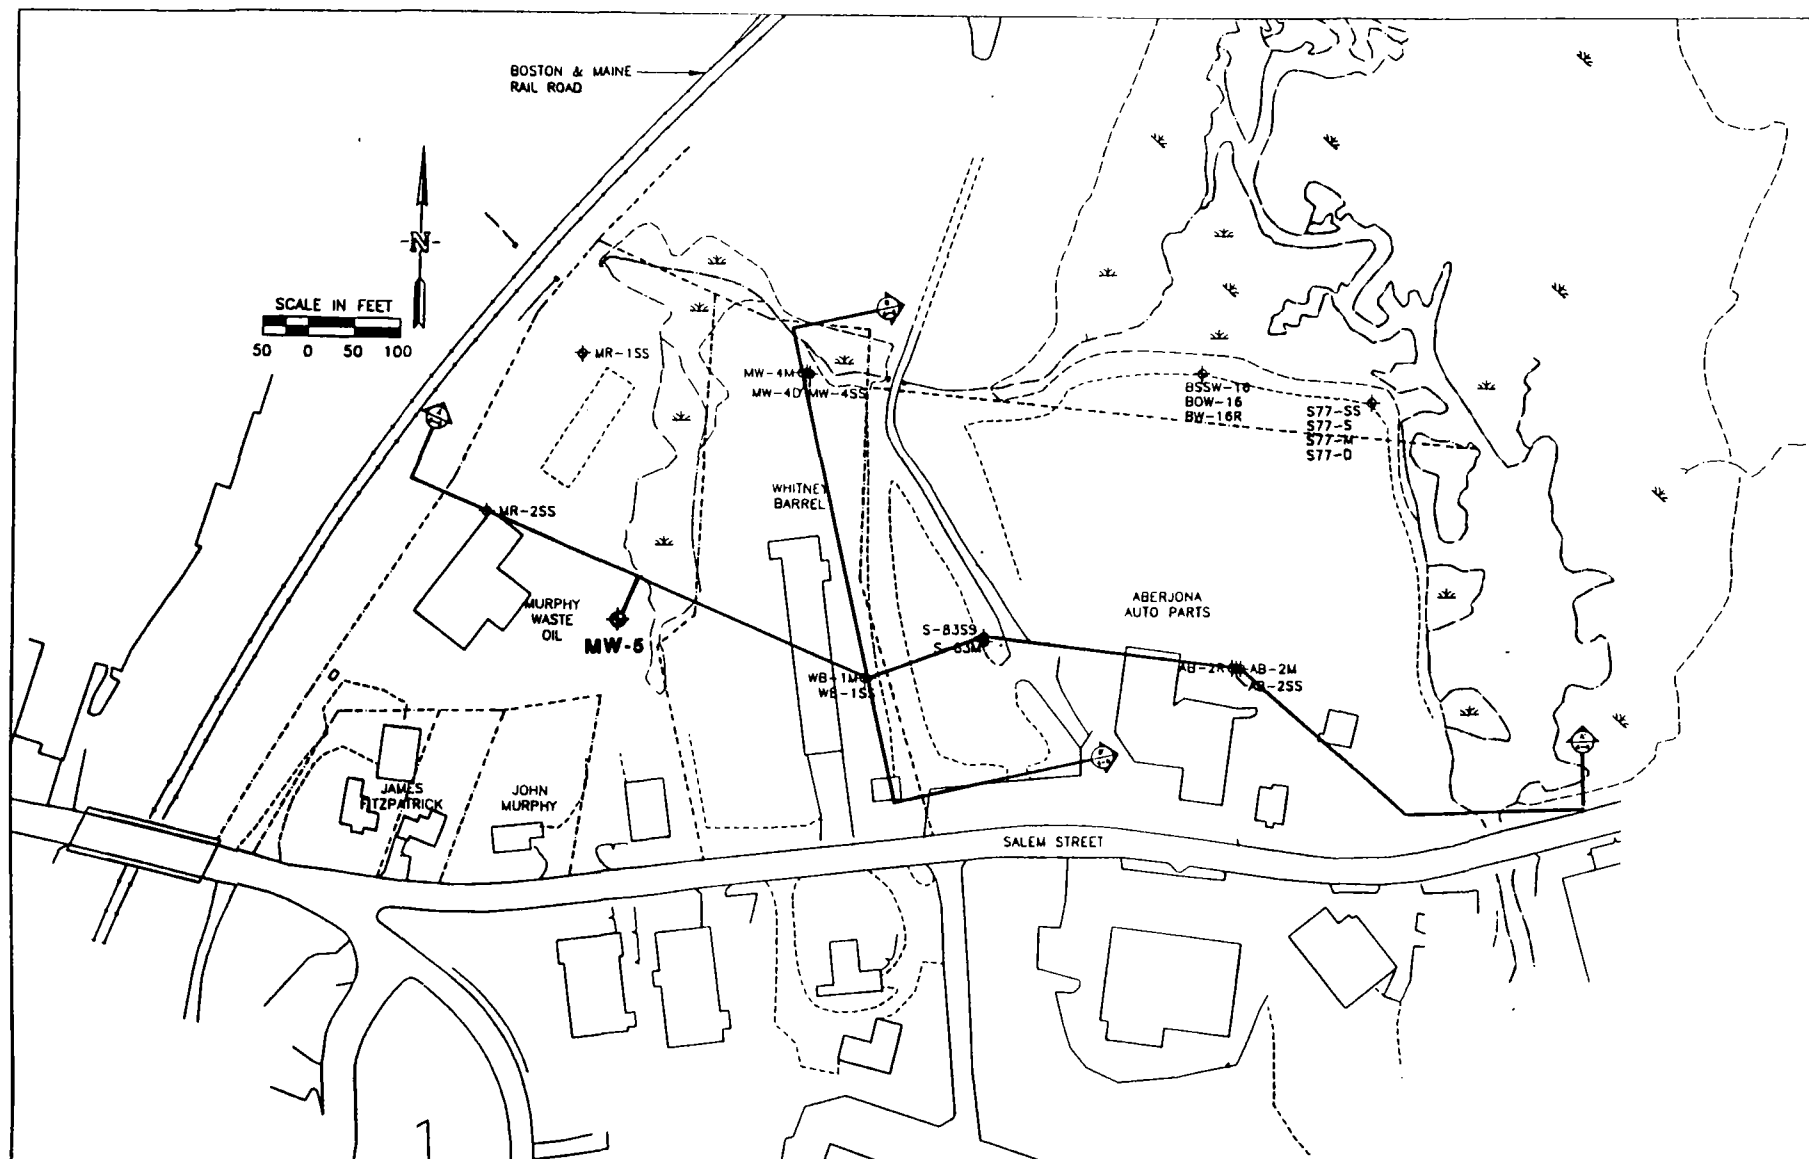 BOSTON & MAINE
RAIL ROAD
N
SCALE IN FEET
50 0 50 100
MR-1SS
MW-4M
MW-4D MW-4SS
BSSW-16
BOW-16
BW-16R
S77-SS
S77-S
S77-M
S77-D
MR-2SS
WHITNEY
BARREL
MURPHY
WASTE
OIL
MW-5
ABERJONA
AUTO PARTS
S-83M
AB-2R AB-2M
AB-2SS
WB-1M
WB-1SS
JAMES
FITZPATRICK
JOHN
MURPHY
SALEM STREET
1